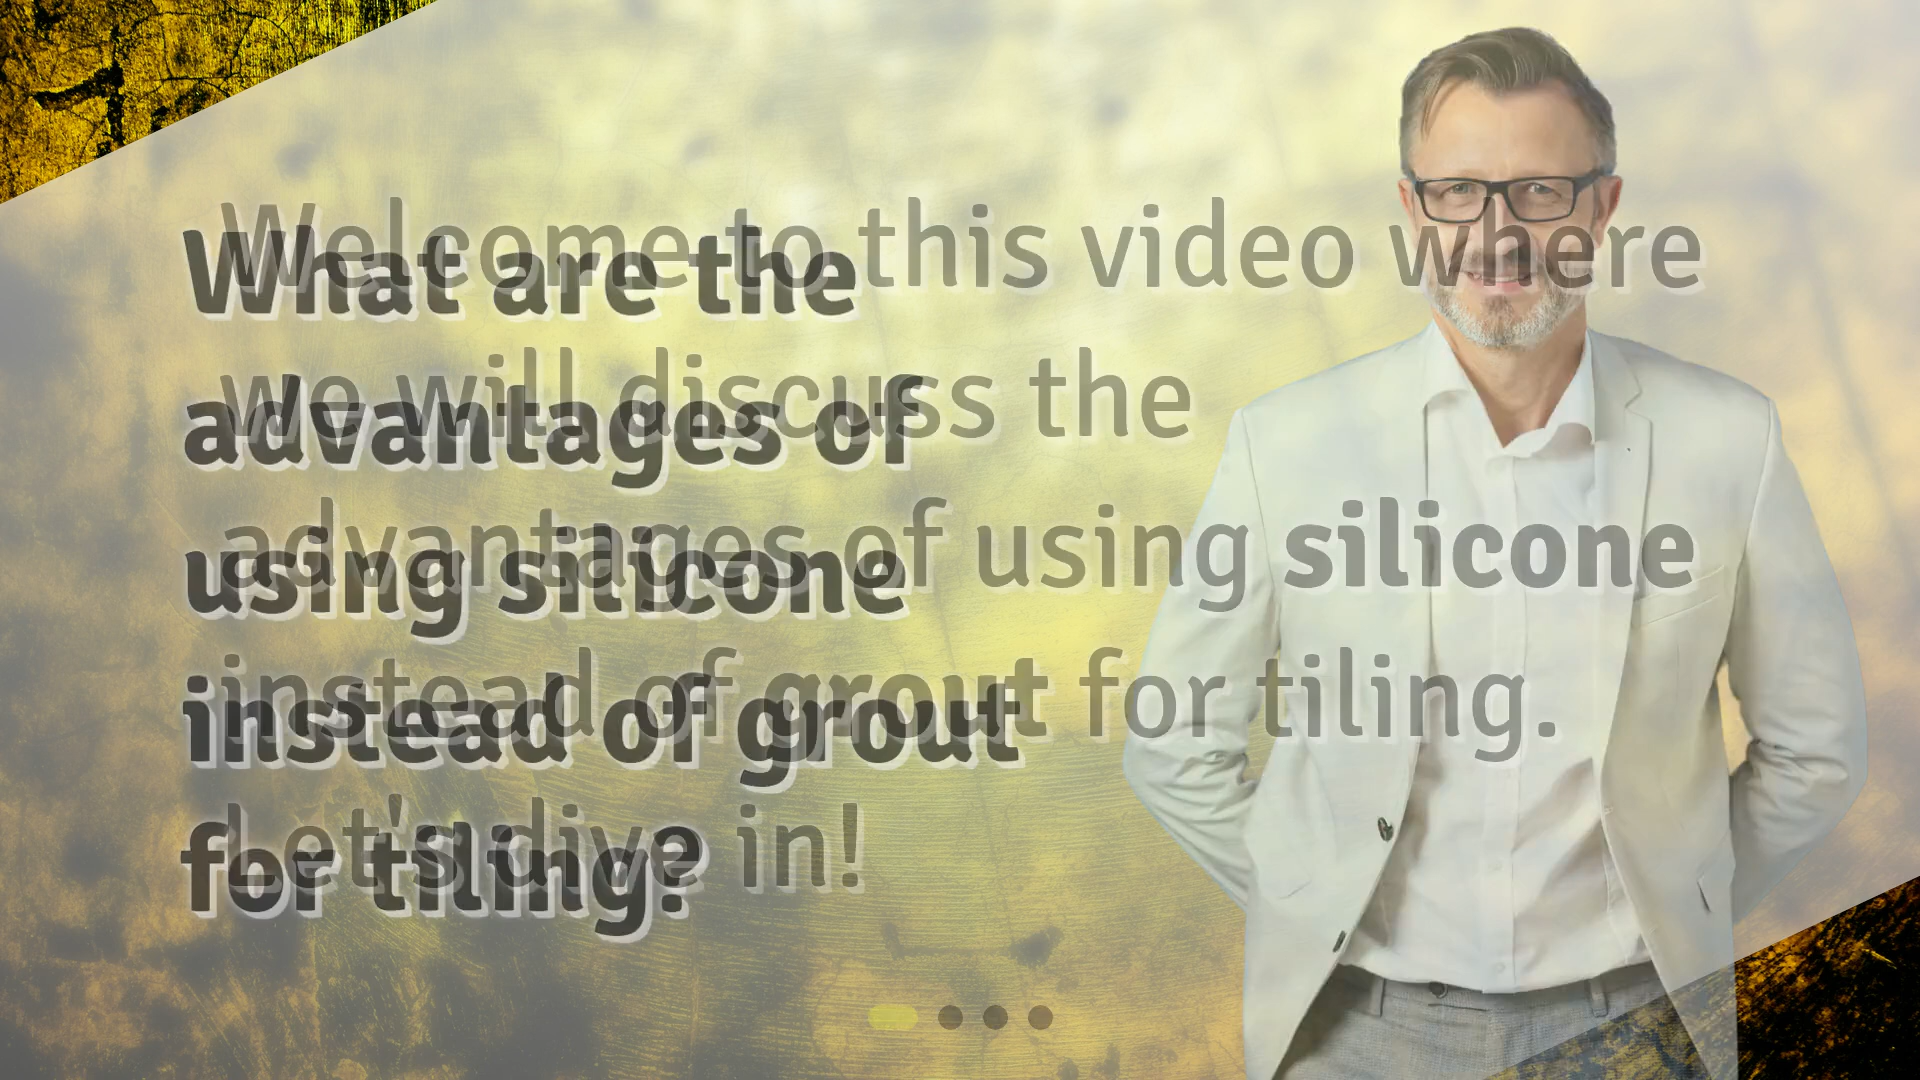 What are the
advantages of
using silicone
instead of grout
for tiling?
Welcome to this video where
we will discuss the
advantages of using silicone
instead of grout for tiling.
Let's dive in!